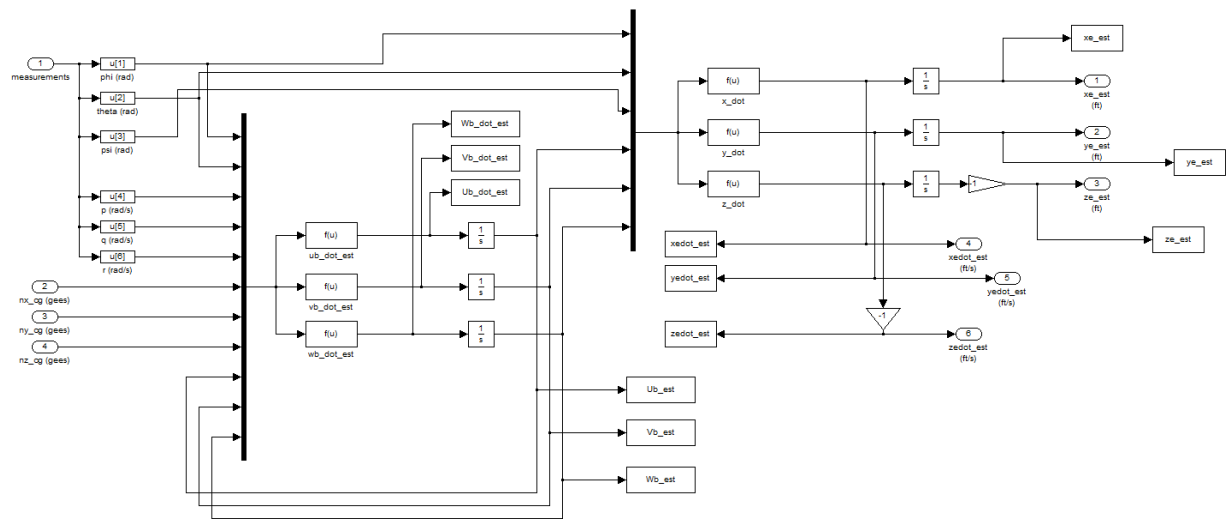 1
measurements
u[1]
phi (rad)
u[2]
theta (rad)
u[3]
psi (rad)
u[4]
p (rad/s)
u[5]
q (rad/s)
u[6]
r (rad/s)
2
nx_cg (gees)
3
ny_cg (gees)
4
nz_cg (gees)
Wb_dot_est
Vb_dot_est
Ub_dot_est
f(u)
ub_dot_est
1
s
f(u)
vb_dot_est
1
s
f(u)
wb_dot_est
1
s
Ub_est
Vb_est
Wb_est
f(u)
x_dot
1
s
f(u)
y_dot
1
s
f(u)
z_dot
1
s
-1
xe_est
1
xe_est
(ft)
2
ye_est
(ft)
ye_est
3
ze_est
(ft)
ze_est
xedot_est
4
xedot_est
(ft/s)
yedot_est
5
yedot_est
(ft/s)
-1
zedot_est
6
zedot_est
(ft/s)